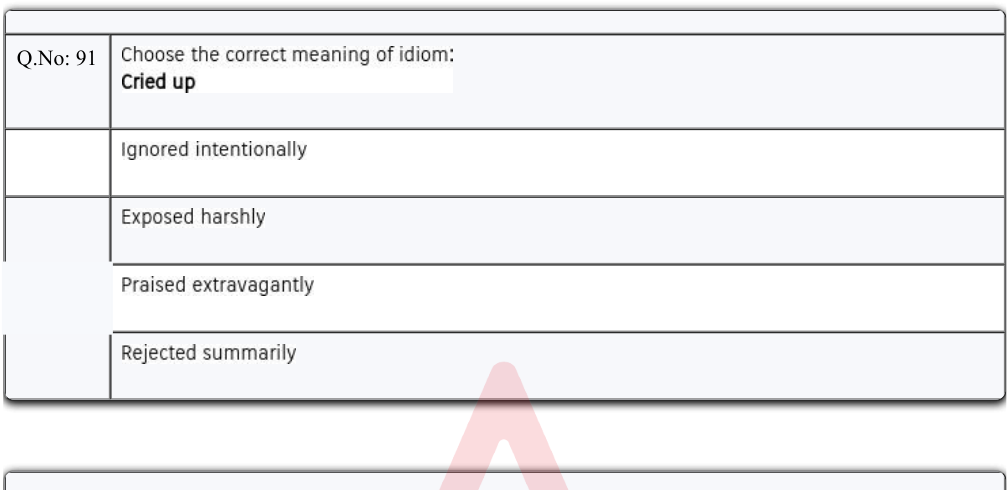 Q.No: 91
Choose the correct meaning of idiom:
Cried up
Ignored intentionally
Exposed harshly
Praised extravagantly
Rejected summarily